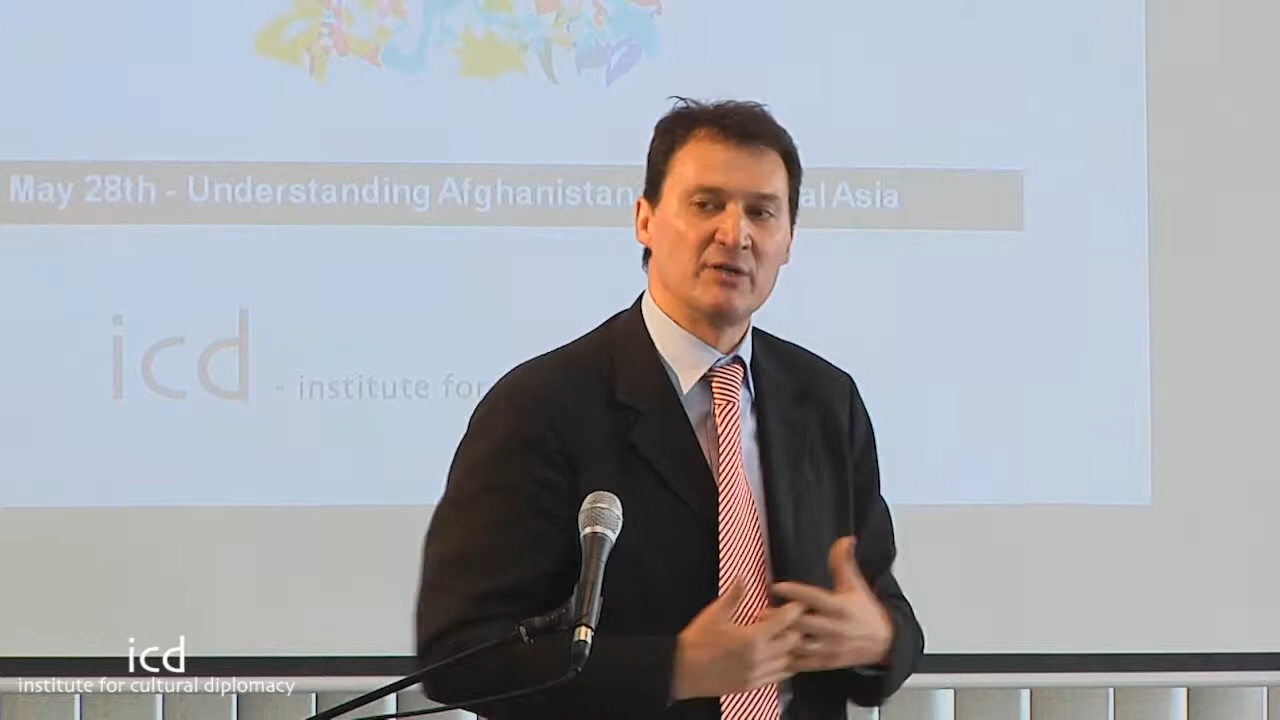 May 28th - Understanding Afghanistan al Asia
icd - institute for
icd
institute for cultural diplomacy